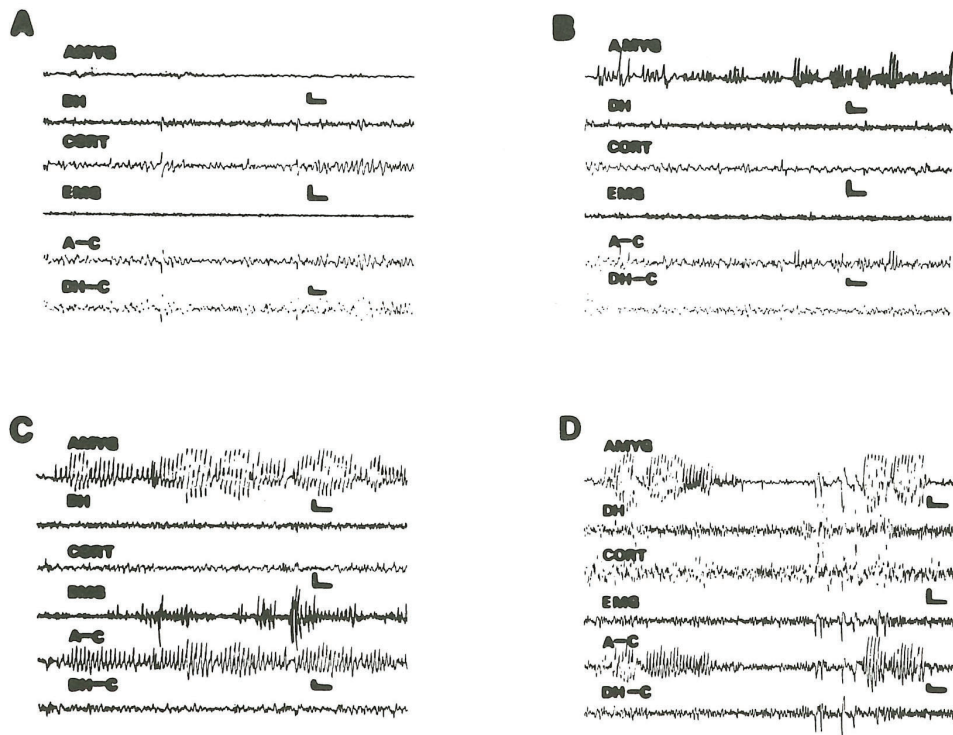 A
AMYG
DH
CORT
EMG
A-C
DH-C
B
AMYG
DH
CORT
EMG
A-C
DH-C
C
AMYG
DH
CORT
EMG
A-C
DH-C
D
AMYG
DH
CORT
EMG
A-C
DH-C